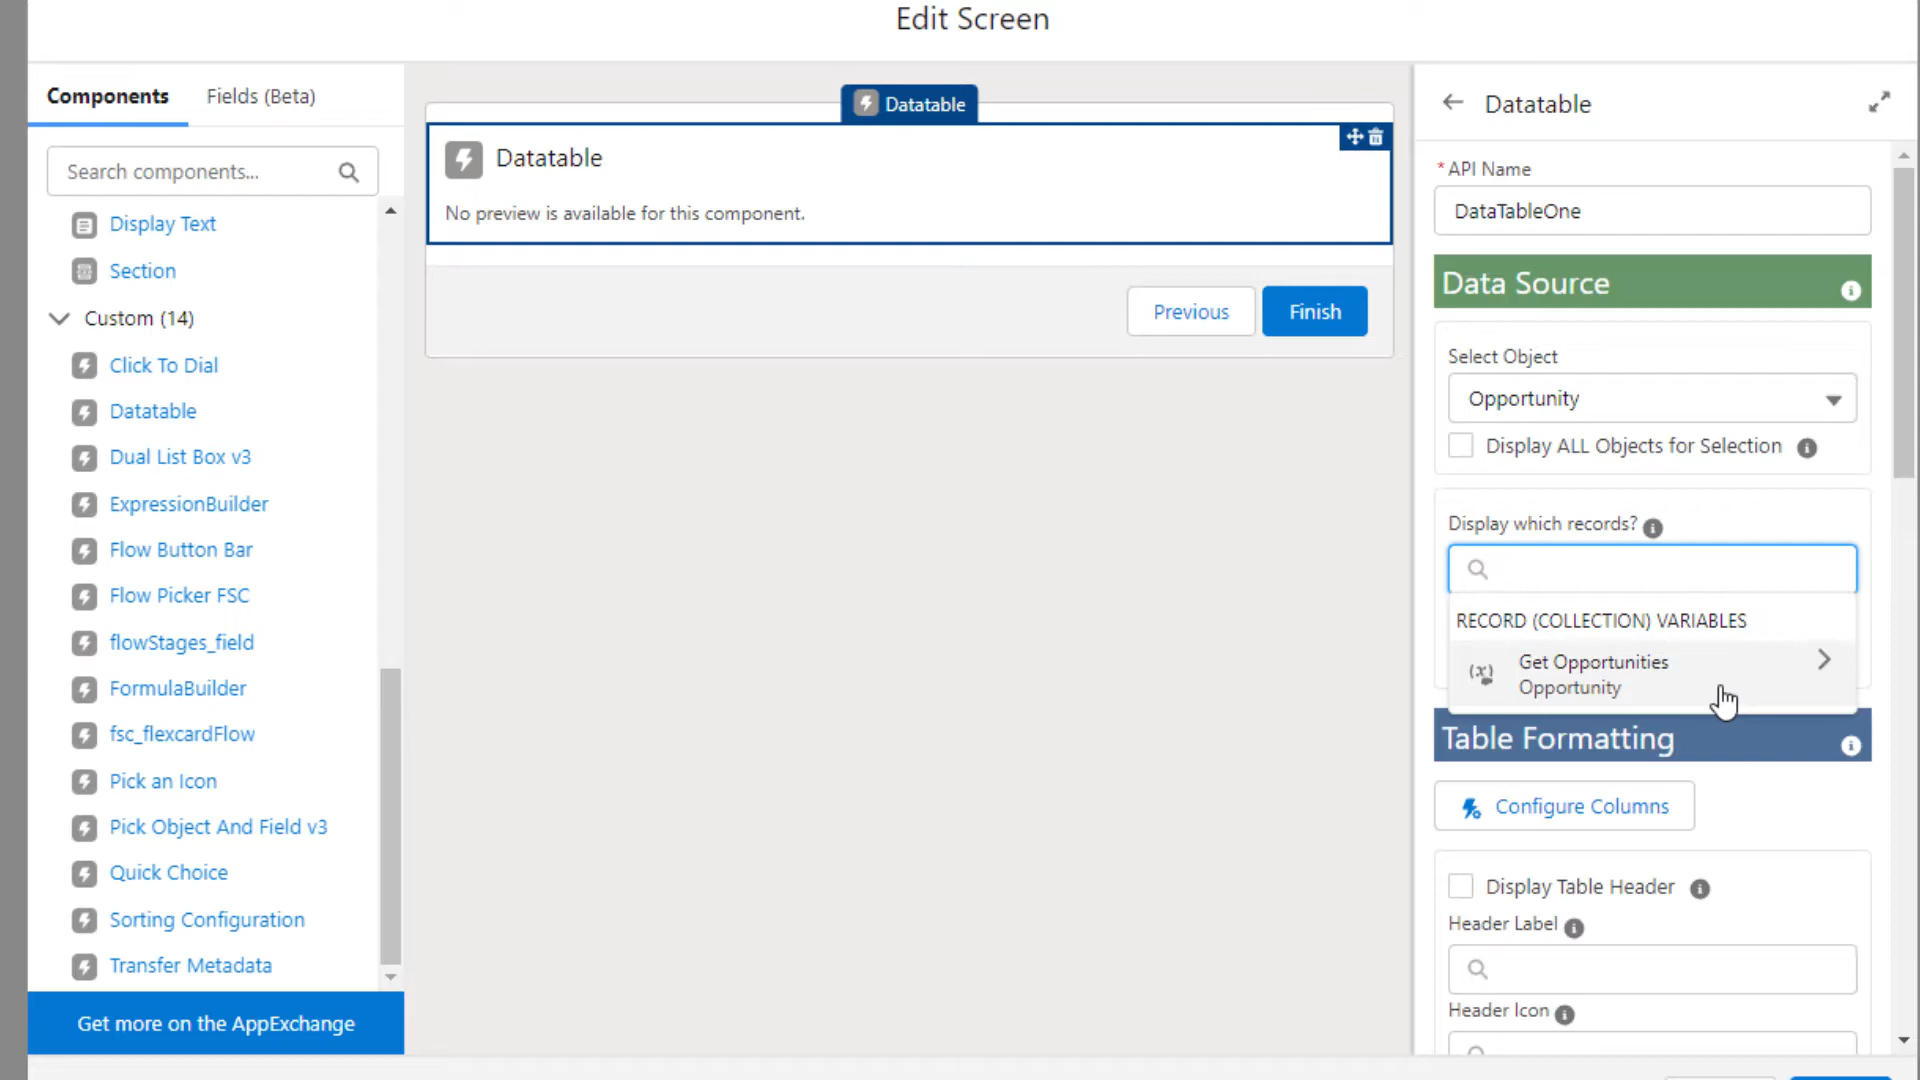 Edit Screen
Components
Fields (Beta)
Search components...
Display Text
Section
Custom (14)
Click To Dial
Datatable
Dual List Box v3
ExpressionBuilder
Flow Button Bar
Flow Picker FSC
flowStages_field
FormulaBuilder
fsc_flexcardFlow
Pick an Icon
Pick Object And Field v3
Quick Choice
Sorting Configuration
Transfer Metadata
Get more on the AppExchange
Datatable
Datatable
No preview is available for this component.
Previous
Finish
Datatable
*API Name
DataTableOne
Data Source
Select Object
Opportunity
Display ALL Objects for Selection
Display which records?
RECORD (COLLECTION) VARIABLES
Get Opportunities
Opportunity
Table Formatting
Configure Columns
Display Table Header
Header Label
Header Icon